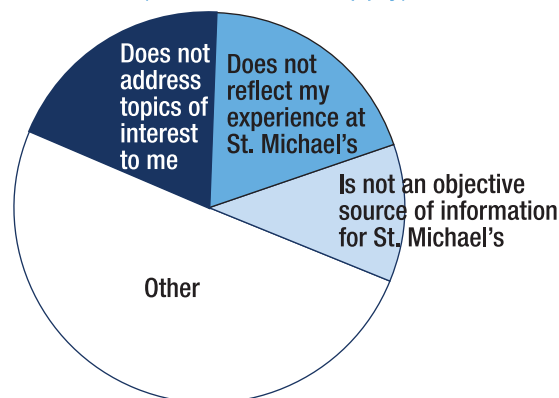 Does not
address
topics of
interest
to me
Does not
reflect my
experience at
St. Michael's
Is not an objective
source of information
for St. Michael's
Other